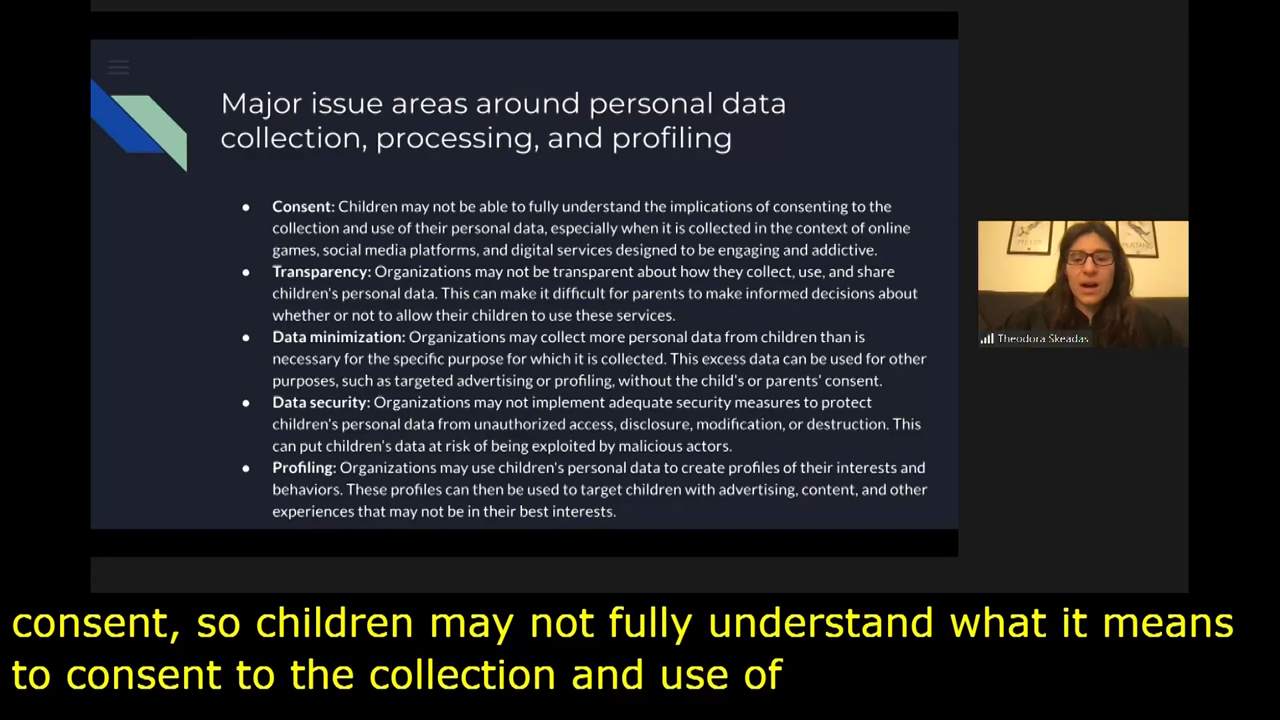 Major issue areas around personal data
collection, processing, and profiling
● Consent: Children may not be able to fully understand the implications of consenting to the
collection and use of their personal data, especially when it is collected in the context of online
games, social media platforms, and digital services designed to be engaging and addictive.
● Transparency: Organizations may not be transparent about how they collect, use, and share
children's personal data. This can make it difficult for parents to make informed decisions about
whether or not to allow their children to use these services.
● Data minimization: Organizations may collect more personal data from children than is
necessary for the specific purpose for which it is collected. This excess data can be used for other
purposes, such as targeted advertising or profiling, without the child's or parents' consent.
● Data security: Organizations may not implement adequate security measures to protect
children's personal data from unauthorized access, disclosure, modification, or destruction. This
can put children's data at risk of being exploited by malicious actors.
● Profiling: Organizations may use children's personal data to create profiles of their interests and
behaviors. These profiles can then be used to target children with advertising, content, and other
experiences that may not be in their best interests.
Theodora Skeadas
consent, so children may not fully understand what it means
to consent to the collection and use of